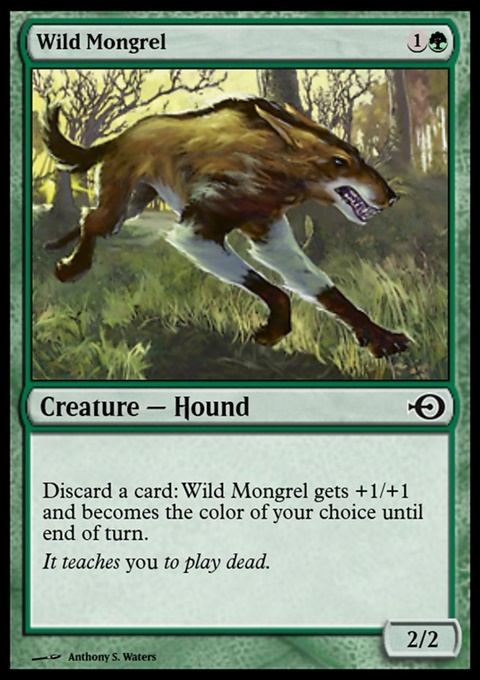 Wild Mongrel 1
Creature — Hound
Discard a card: Wild Mongrel gets +1/+1
and becomes the color of your choice until
end of turn.
It teaches you to play dead.
2/2
Anthony S. Waters